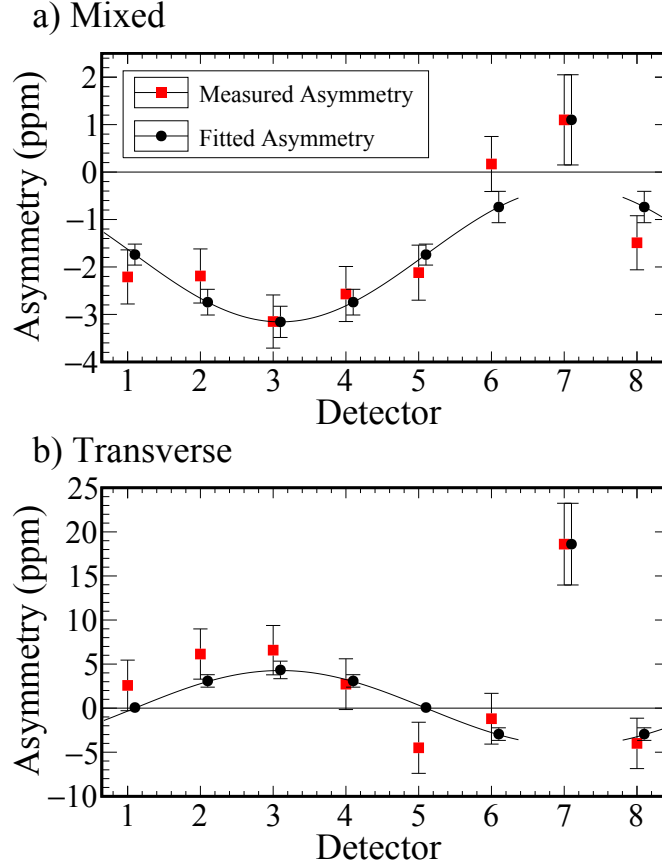 a) Mixed
Asymmetry (ppm)
2
1
0
−1
−2
−3
−4
Measured Asymmetry
Fitted Asymmetry
1 2 3 4 5 6 7 8
Detector
b) Transverse
Asymmetry (ppm)
25
20
15
10
5
0
−5
−10
1 2 3 4 5 6 7 8
Detector